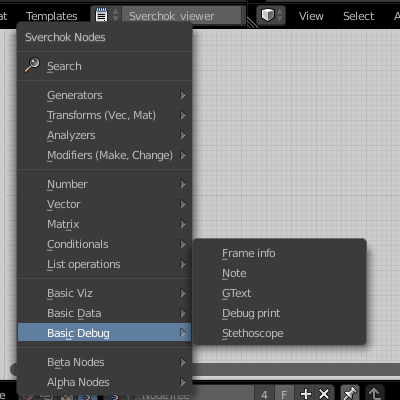 Templates Sverchok_viewer View Select
Sverchok Nodes
Search
Generators
Transforms (Vec, Mat)
Analyzers
Modifiers (Make, Change)
Number
Vector
Matrix
Conditionals
List operations
Frame info
Note
GText
Debug print
Stethoscope
Basic Viz
Basic Data
Basic Debug
Beta Nodes
Alpha Nodes
NodeTree 4 F